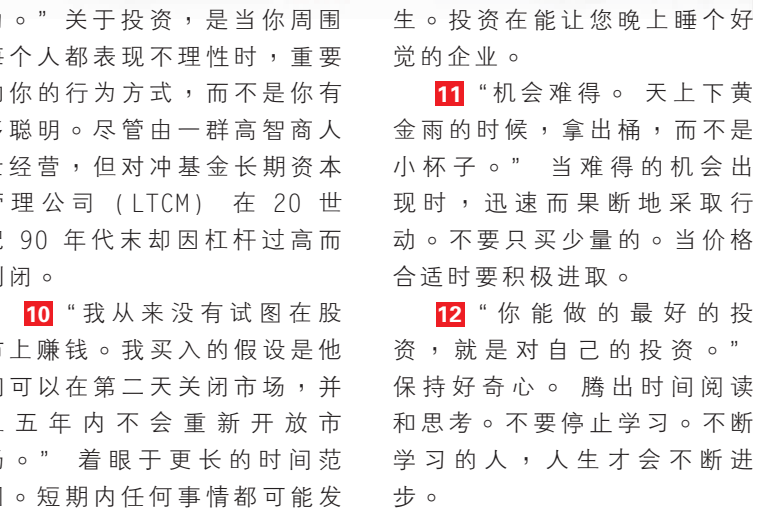 。” 关于投资，是当你周围
个人都表现不理性时，重要
你的行为方式，而不是你有
聪明。尽管由一群高智商人
经营，但对冲基金长期资本
理公司 (LTCM) 在 20 世
90 年代末却因杠杆过高而
闭。
10 “我从来没有试图在股
上赚钱。我买入的假设是他
可以在第二天关闭市场，并
五年内不会重新开放市
。” 着眼于更长的时间范
。短期内任何事情都可能发
生。投资在能让您晚上睡个好
觉的企业。
11 “机会难得。 天上下黄
金雨的时候，拿出桶，而不是
小杯子。” 当难得的机会出
现时，迅速而果断地采取行
动。不要只买少量的。当价格
合适时要积极进取。
12 “你能做的最好的投
资，就是对自己的投资。”
保持好奇心。 腾出时间阅读
和思考。不要停止学习。不断
学习的人，人生才会不断进
步。